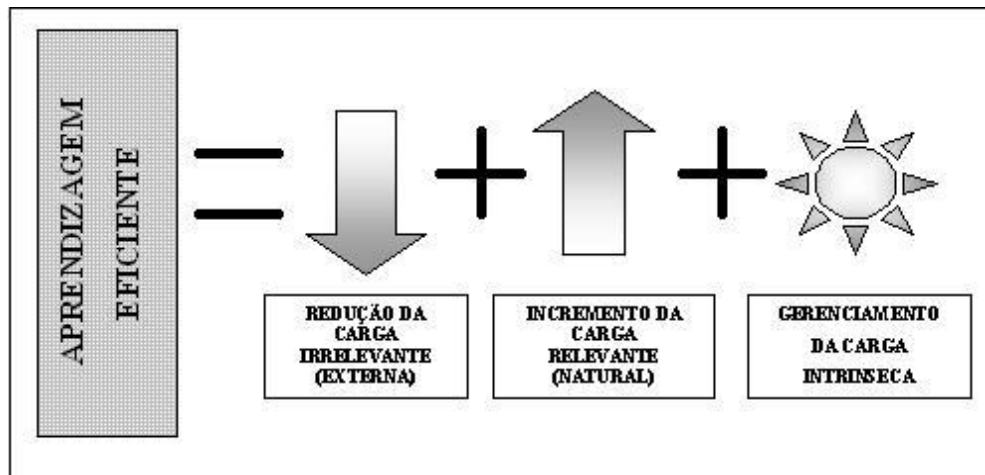 APRENDIZAGEM
EFICIENTE
REDUÇÃO DA
CARGA
IRRELEVANTE
(EXTERNA)
INCREMENTO DA
CARGA
RELEVANTE
(NATURAL)
GERENCIAMENTO
DA CARGA
INTRINSECA